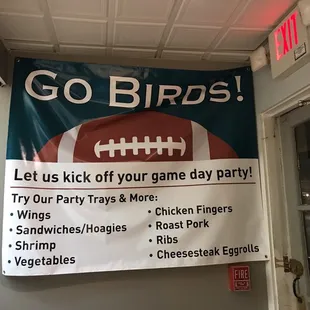 GO BIRDS!
EXIT
Let us kick off your game day party!
Try Our Party Trays & More:
• Wings
• Sandwiches/Hoagies
• Shrimp
• Vegetables
• Chicken Fingers
• Roast Pork
• Ribs
• Cheesesteak Eggrolls
FIRE